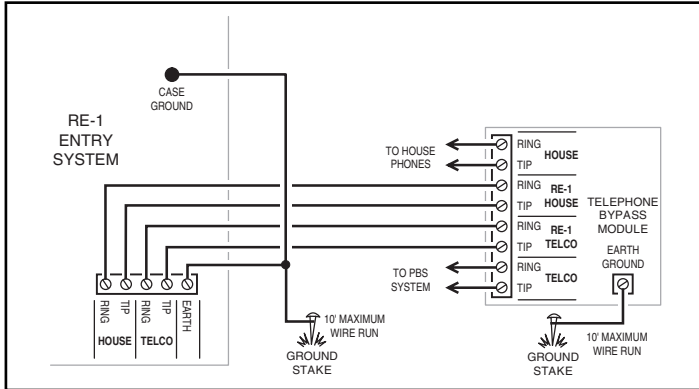 CASE
GROUND
RE-1
ENTRY
SYSTEM
TO HOUSE
PHONES
RING
TIP
HOUSE
RING
TIP
RE-1
HOUSE
RING
TIP
RE-1
TELCO
RING
TIP
TELCO
TELEPHONE
BYPASS
MODULE
EARTH
GROUND
TO PBS
SYSTEM
RING
TIP
RING
TIP
EARTH
HOUSE
TELCO
10' MAXIMUM
WIRE RUN
GROUND
STAKE
10' MAXIMUM
WIRE RUN
GROUND
STAKE